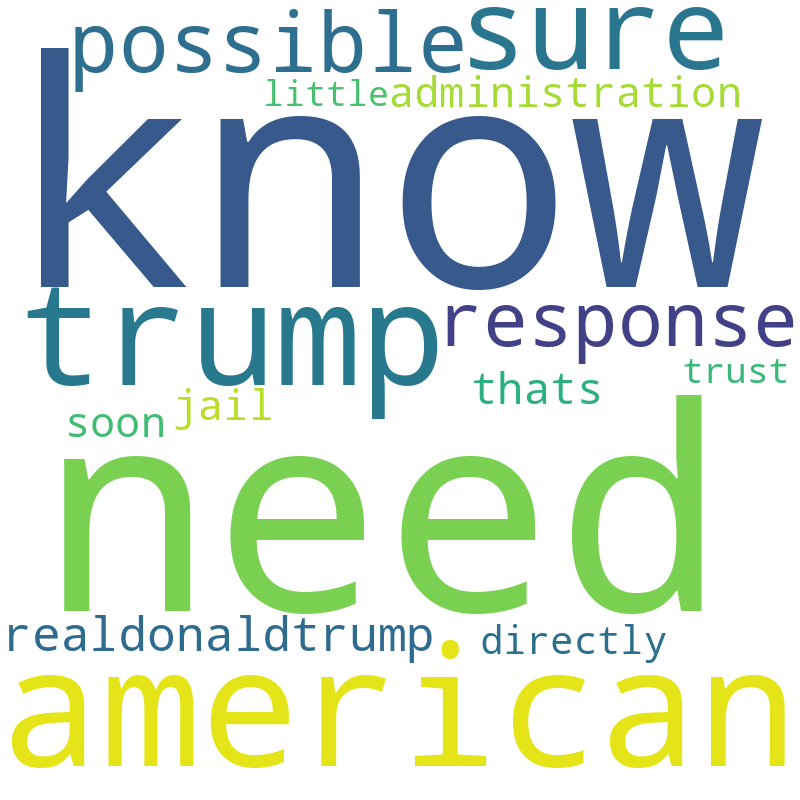 possible sure
little administration
know
trump response
thats trust
soon jail
need
realdonaldtrump directly
american